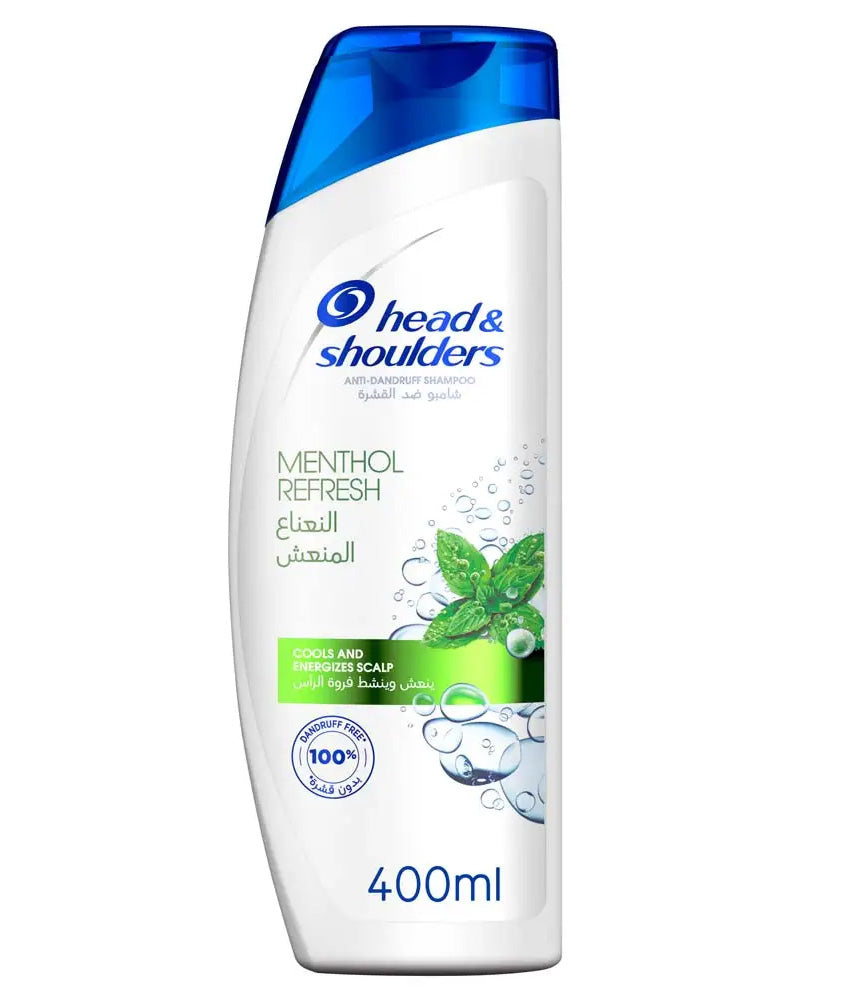 head &
shoulders
ANTI-DANDRUFF SHAMPOO
شامبو ضد القشرة
MENTHOL
REFRESH
النعناع
المنعش
COOLS AND
ENERGIZES SCALP
ينعش وينشط فروة الرأس
DANDRUFF FREE*
100%
بدون قشرة*
400ml